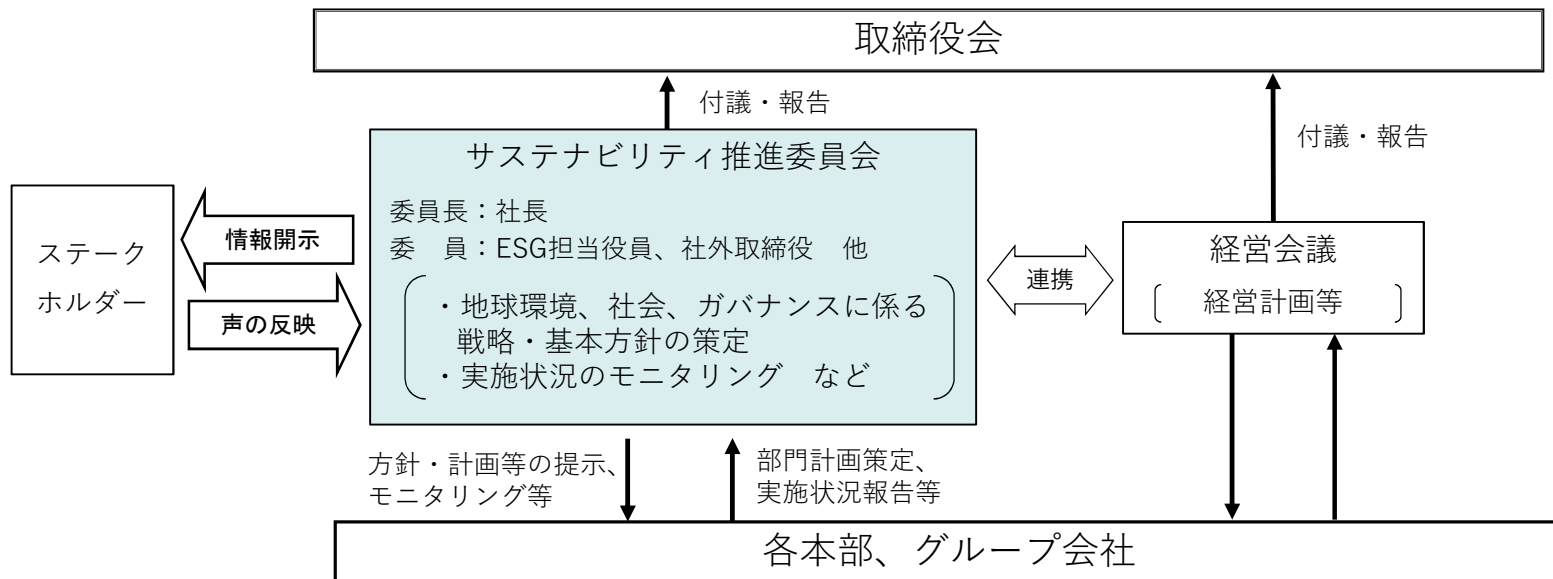 取締役会
付議・報告
付議・報告
サステナビリティ推進委員会
委員長：社長
委　員：ESG担当役員、社外取締役　他
・地球環境、社会、ガバナンスに係る
戦略・基本方針の策定
・実施状況のモニタリング　など
ステーク
ホルダー
情報開示
声の反映
連携
経営会議
経営計画等
方針・計画等の提示、
モニタリング等
部門計画策定、
実施状況報告等
各本部、グループ会社